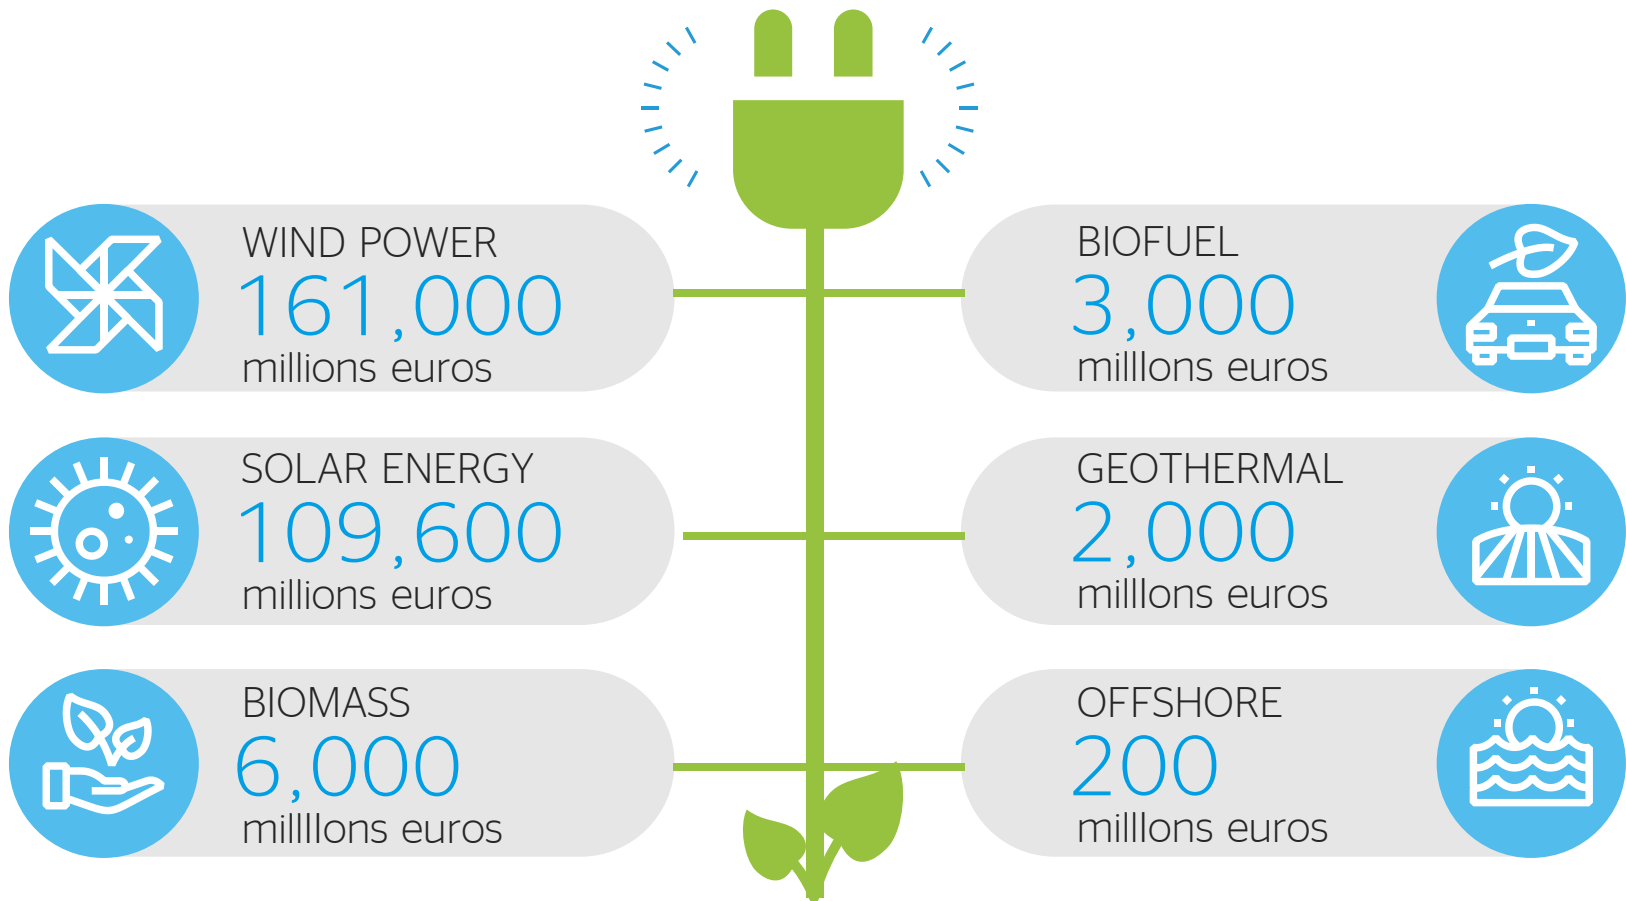 WIND POWER
161,000
millions euros
SOLAR ENERGY
109,600
millions euros
BIOMASS
6,000
millllons euros
BIOFUEL
3,000
milllons euros
GEOTHERMAL
2,000
milllons euros
OFFSHORE
200
milllons euros